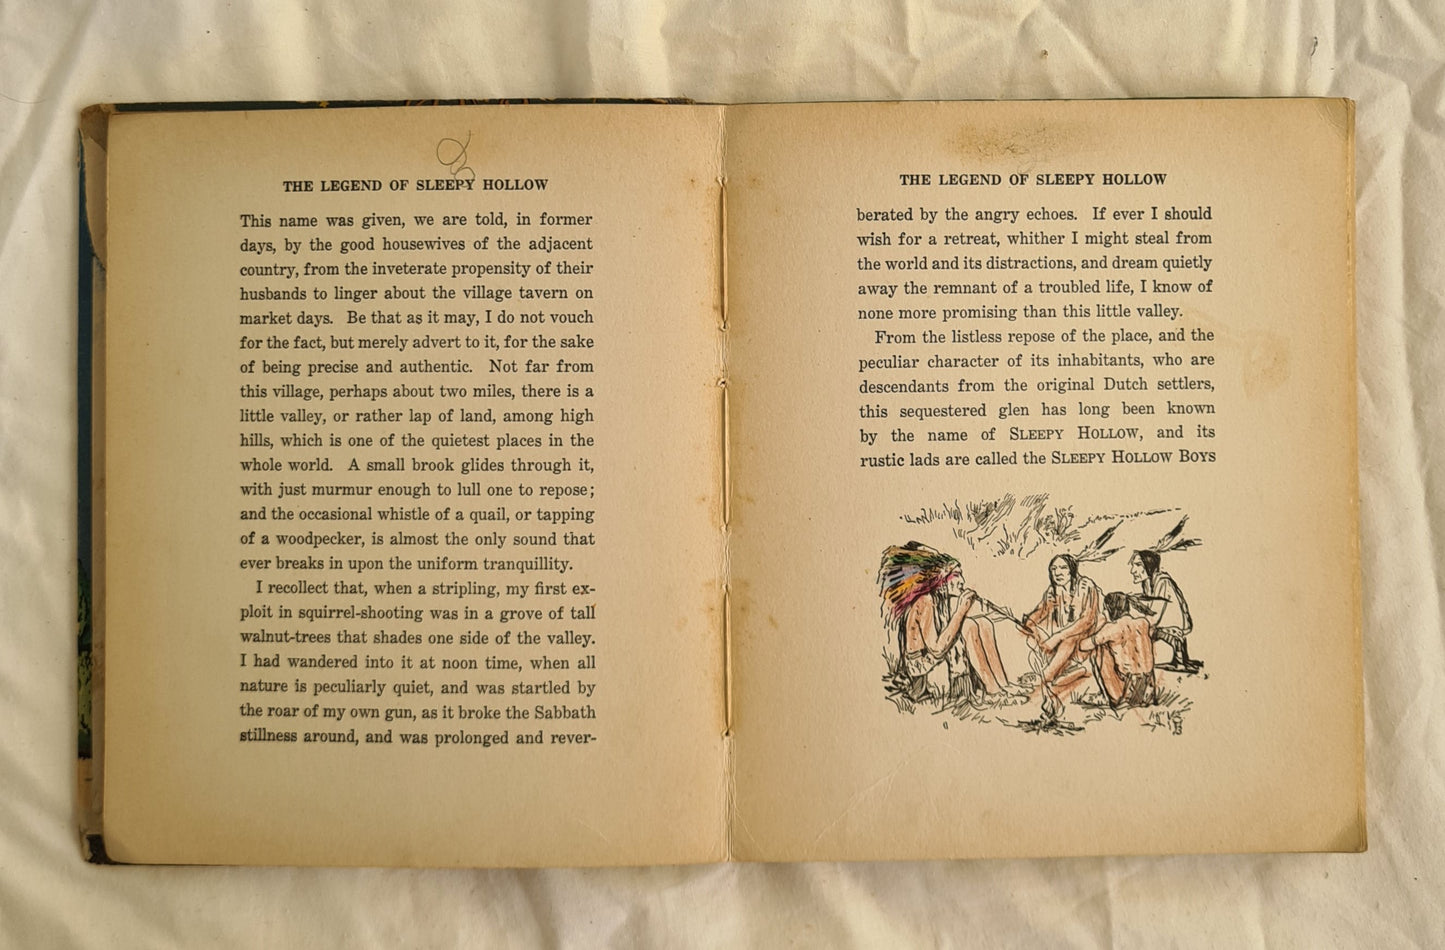 THE LEGEND OF SLEEPY HOLLOW
This name was given, we are told, in former
days, by the good housewives of the adjacent
country, from the inveterate propensity of their
husbands to linger about the village tavern on
market days. Be that as it may, I do not vouch
for the fact, but merely advert to it, for the sake
of being precise and authentic. Not far from
this village, perhaps about two miles, there is a
little valley, or rather lap of land, among high
hills, which is one of the quietest places in the
whole world. A small brook glides through it,
with just murmur enough to lull one to repose;
and the occasional whistle of a quail, or tapping
of a woodpecker, is almost the only sound that
ever breaks in upon the uniform tranquillity.
I recollect that, when a stripling, my first ex-
ploit in squirrel-shooting was in a grove of tall
walnut-trees that shades one side of the valley.
I had wandered into it at noon time, when all
nature is peculiarly quiet, and was startled by
the roar of my own gun, as it broke the Sabbath
stillness around, and was prolonged and rever-
THE LEGEND OF SLEEPY HOLLOW
berated by the angry echoes. If ever I should
wish for a retreat, whither I might steal from
the world and its distractions, and dream quietly
away the remnant of a troubled life, I know of
none more promising than this little valley.
From the listless repose of the place, and the
peculiar character of its inhabitants, who are
descendants from the original Dutch settlers,
this sequestered glen has long been known
by the name of SLEEPY HOLLOW, and its
rustic lads are called the SLEEPY HOLLOW BOYS